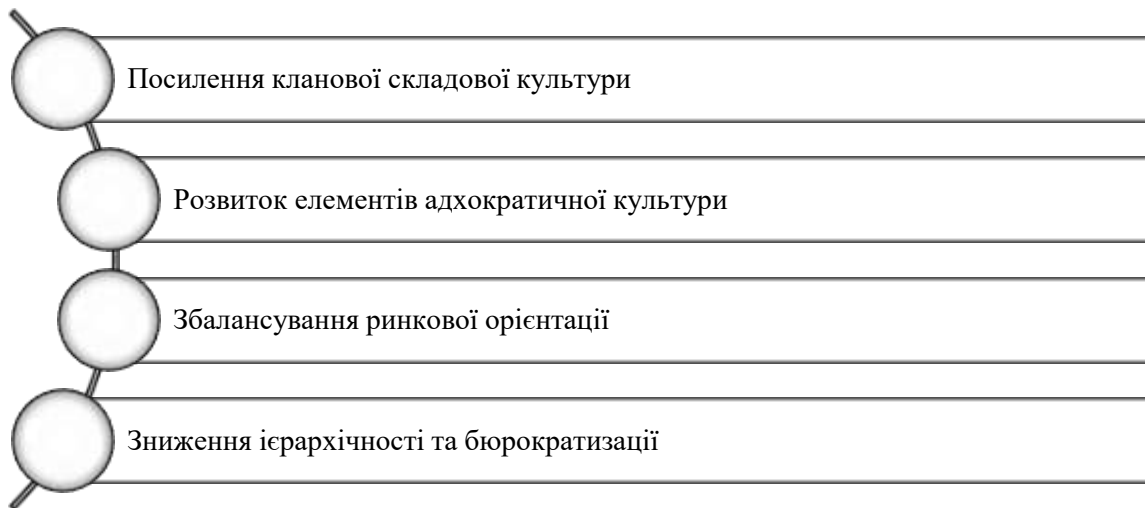 Посилення кланової складової культури
Розвиток елементів адхократичної культури
Збалансування ринкової орієнтації
Зниження ієрархічності та бюрократизації